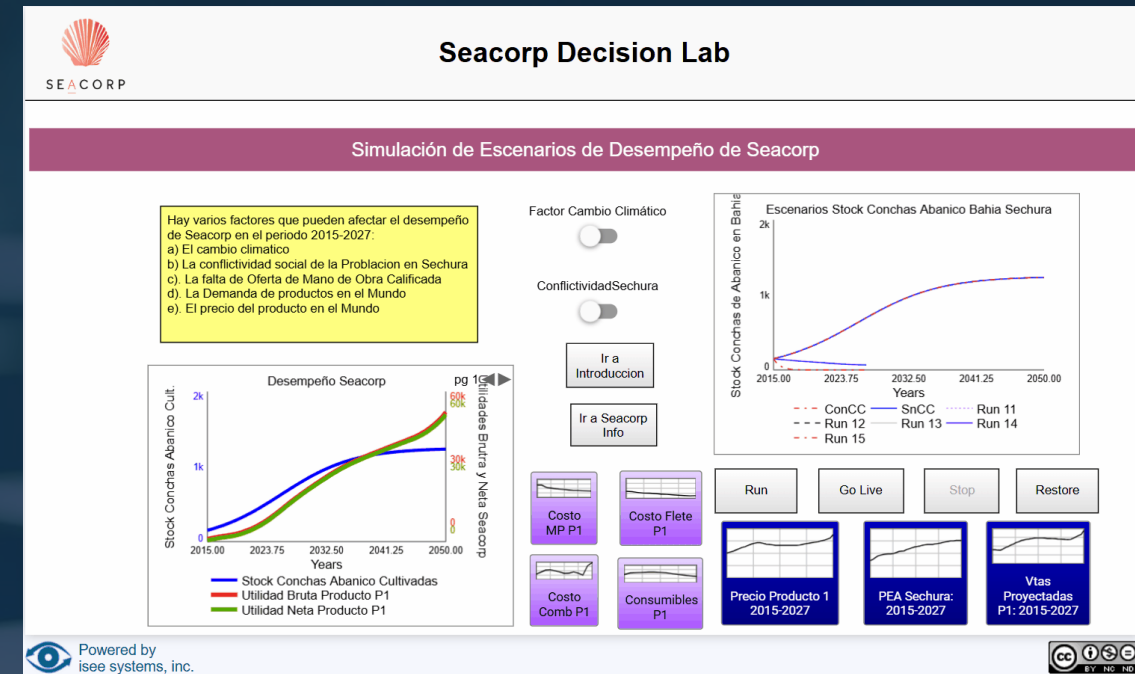 SEACORP
Seacorp Decision Lab
Simulación de Escenarios de Desempeño de Seacorp
Hay varios factores que pueden afectar el desempeño
de Seacorp en el periodo 2015-2027:
a) El cambio climatico
b) La conflictividad social de la Problacion en Sechura
c). La falta de Oferta de Mano de Obra Calificada
d). La Demanda de productos en el Mundo
e). El precio del producto en el Mundo
Factor Cambio Climático
ConflictividadSechura
Ir a
Introduccion
Ir a Seacorp
Info
Escenarios Stock Conchas Abanico Bahia Sechura
Stock Conchas de Abanico en Bahia
2k
1k
0
2015.00 2023.75 2032.50 2041.25 2050.00
Years
ConCC SnCC Run 11
Run 12 Run 13 Run 14
Run 15
Desempeño Seacorp
pg 1
Stock Conchas Abanico Cult.
2k
1k
0
60k
60k
30k
30k
0
0
Utilidades Brutra y Neta Seacorp
2015.00 2023.75 2032.50 2041.25 2050.00
Years
Stock Conchas Abanico Cultivadas
Utilidad Bruta Producto P1
Utilidad Neta Producto P1
Costo
MP P1
Costo Flete
P1
Costo
Comb P1
Consumibles
P1
Run
Go Live
Stop
Restore
Precio Producto 1
2015-2027
PEA Sechura:
2015-2027
Vtas
Proyectadas
P1: 2015-2027
Powered by
isee systems, inc.
cc
BY NC ND